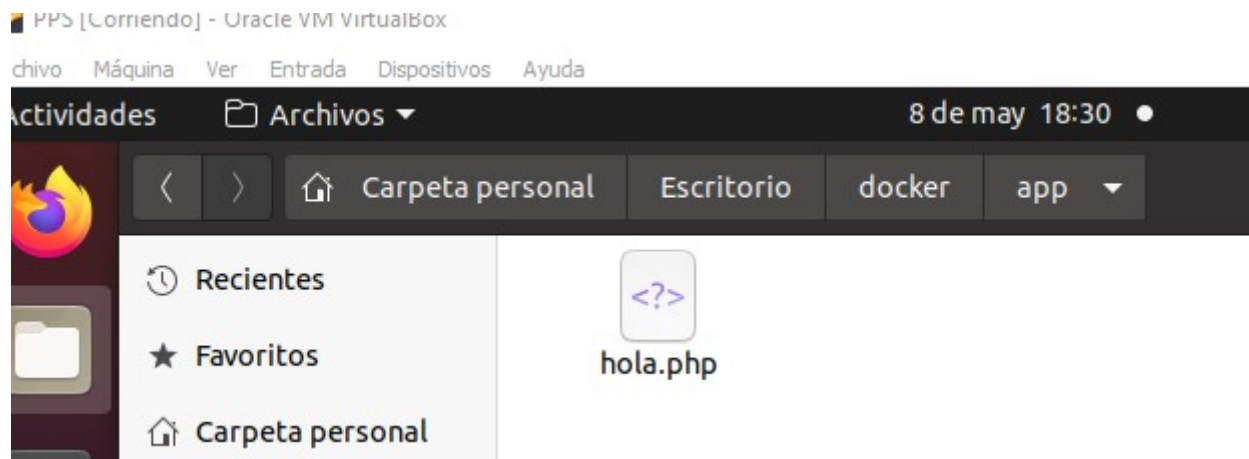 PPS [Corriendo] - Oracle VM VirtualBox
chivo Máquina Ver Entrada Dispositivos Ayuda
Actividades Archivos 8 de may 18:30
Carpeta personal Escritorio docker app
Recientes
<?>
Favoritos
hola.php
Carpeta personal